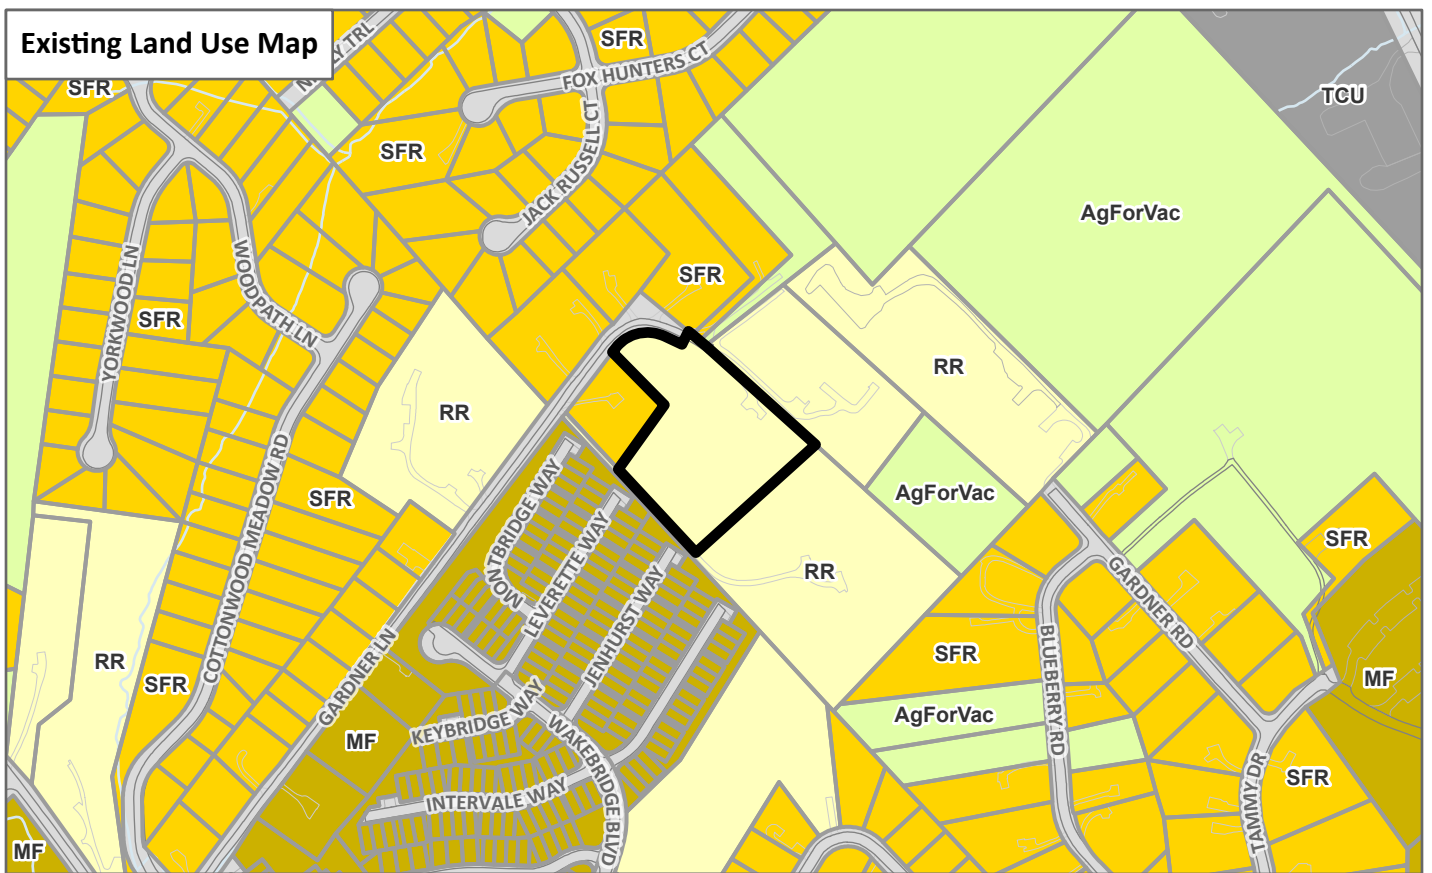 Existing Land Use Map
SFR
NTRL
FOX HUNTERS CT
SFR
TCU
SFR
JACK RUSSELL CT
AgForVac
YORKWOOD LN
WOODPATH LN
SFR
SFR
RR
RR
COTTONWOOD MEADOW RD
SFR
MONTBRIDGE WAY
AgForVac
SFR
LEVERETTE WAY
RR
GARDNER RD
JENHURST WAY
BLUEBERRY RD
RR
SFR
GARDNER LN
SFR
MF
KEYBRIDGE WAY
AgForVac
MF
WAKEBRIDGE BLVD
INTERVALE WAY
TAMMY DR
SFR
MF